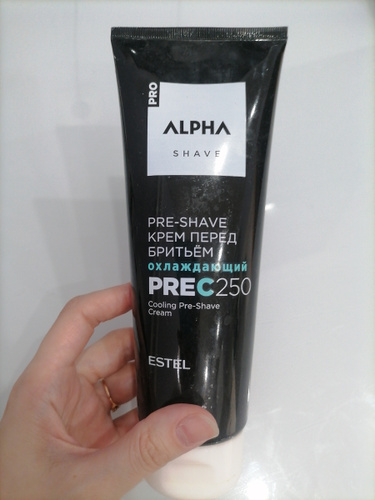 PRO
ALPHA
SHAVE
PRE-SHAVE
КРЕМ ПЕРЕД
БРИТЬЁМ
охлаждающий
PREC250
Cooling Pre-Shave
Cream
ESTEL